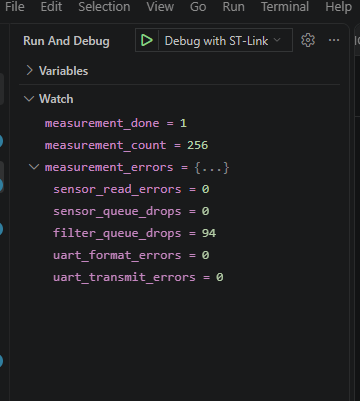 File Edit Selection View Go Run Terminal Help
Run And Debug Debug with ST-Link
Variables
Watch
measurement_done = 1
measurement_count = 256
measurement_errors = {...}
sensor_read_errors = 0
sensor_queue_drops = 0
filter_queue_drops = 94
uart_format_errors = 0
uart_transmit_errors = 0